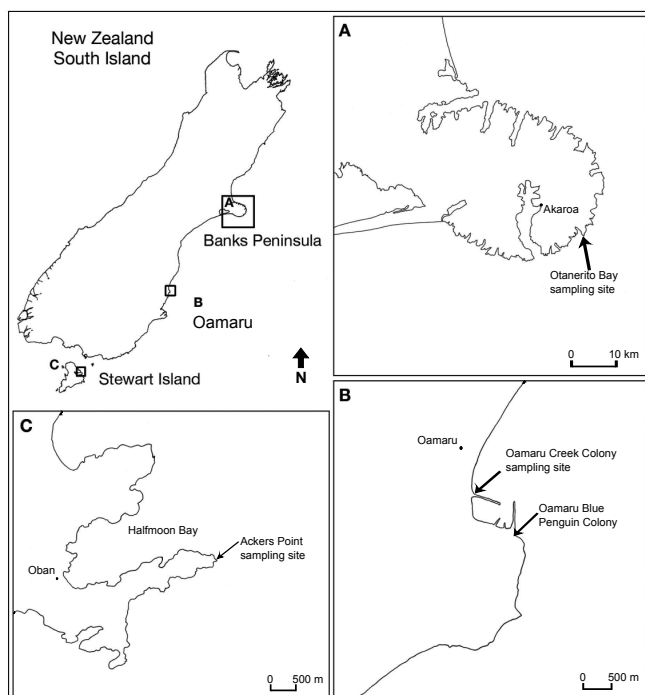 New Zealand
South Island
A
Banks Peninsula
B
Oamaru
C
Stewart Island
N
A
Akaroa
Otanerito Bay
sampling site
0 10 km
C
Halfmoon Bay
Oban
Ackers Point
sampling site
0 500 m
B
Oamaru
Oamaru Creek Colony
sampling site
Oamaru Blue
Penguin Colony
0 500 m